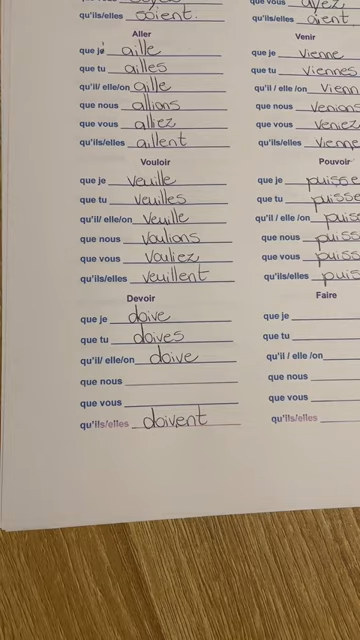 qu'ils/elles soient.
Aller
que je aille
que tu ailles
qu'il/ elle/on aille
que nous allions
que vous alliez
qu'ils/elles aillent
Vouloir
que je veuille
que tu veuilles
qu'il/ elle/on veuille
que nous voulions
que vous vouliez
qu'ils/elles veuillent
Devoir
que je doive
que tu doives
qu'il/ elle/on doive
que nous
que vous
qu'ils/elles doivent
que vous ayez,
qu'ils/elles aient
Venir
que je vienne
que tu viennes
qu'il / elle /on vienn
que nous venions
que vous veniez
qu'ils/elles vienne
Pouvoir
que je puisse
que tu puisse
qu'il / elle /on puiss
que nous puiss
que vous puiss
qu'ils/elles puis
Faire
que je
que tu
qu'il / elle /on
que nous
que vous
qu'ils/elles